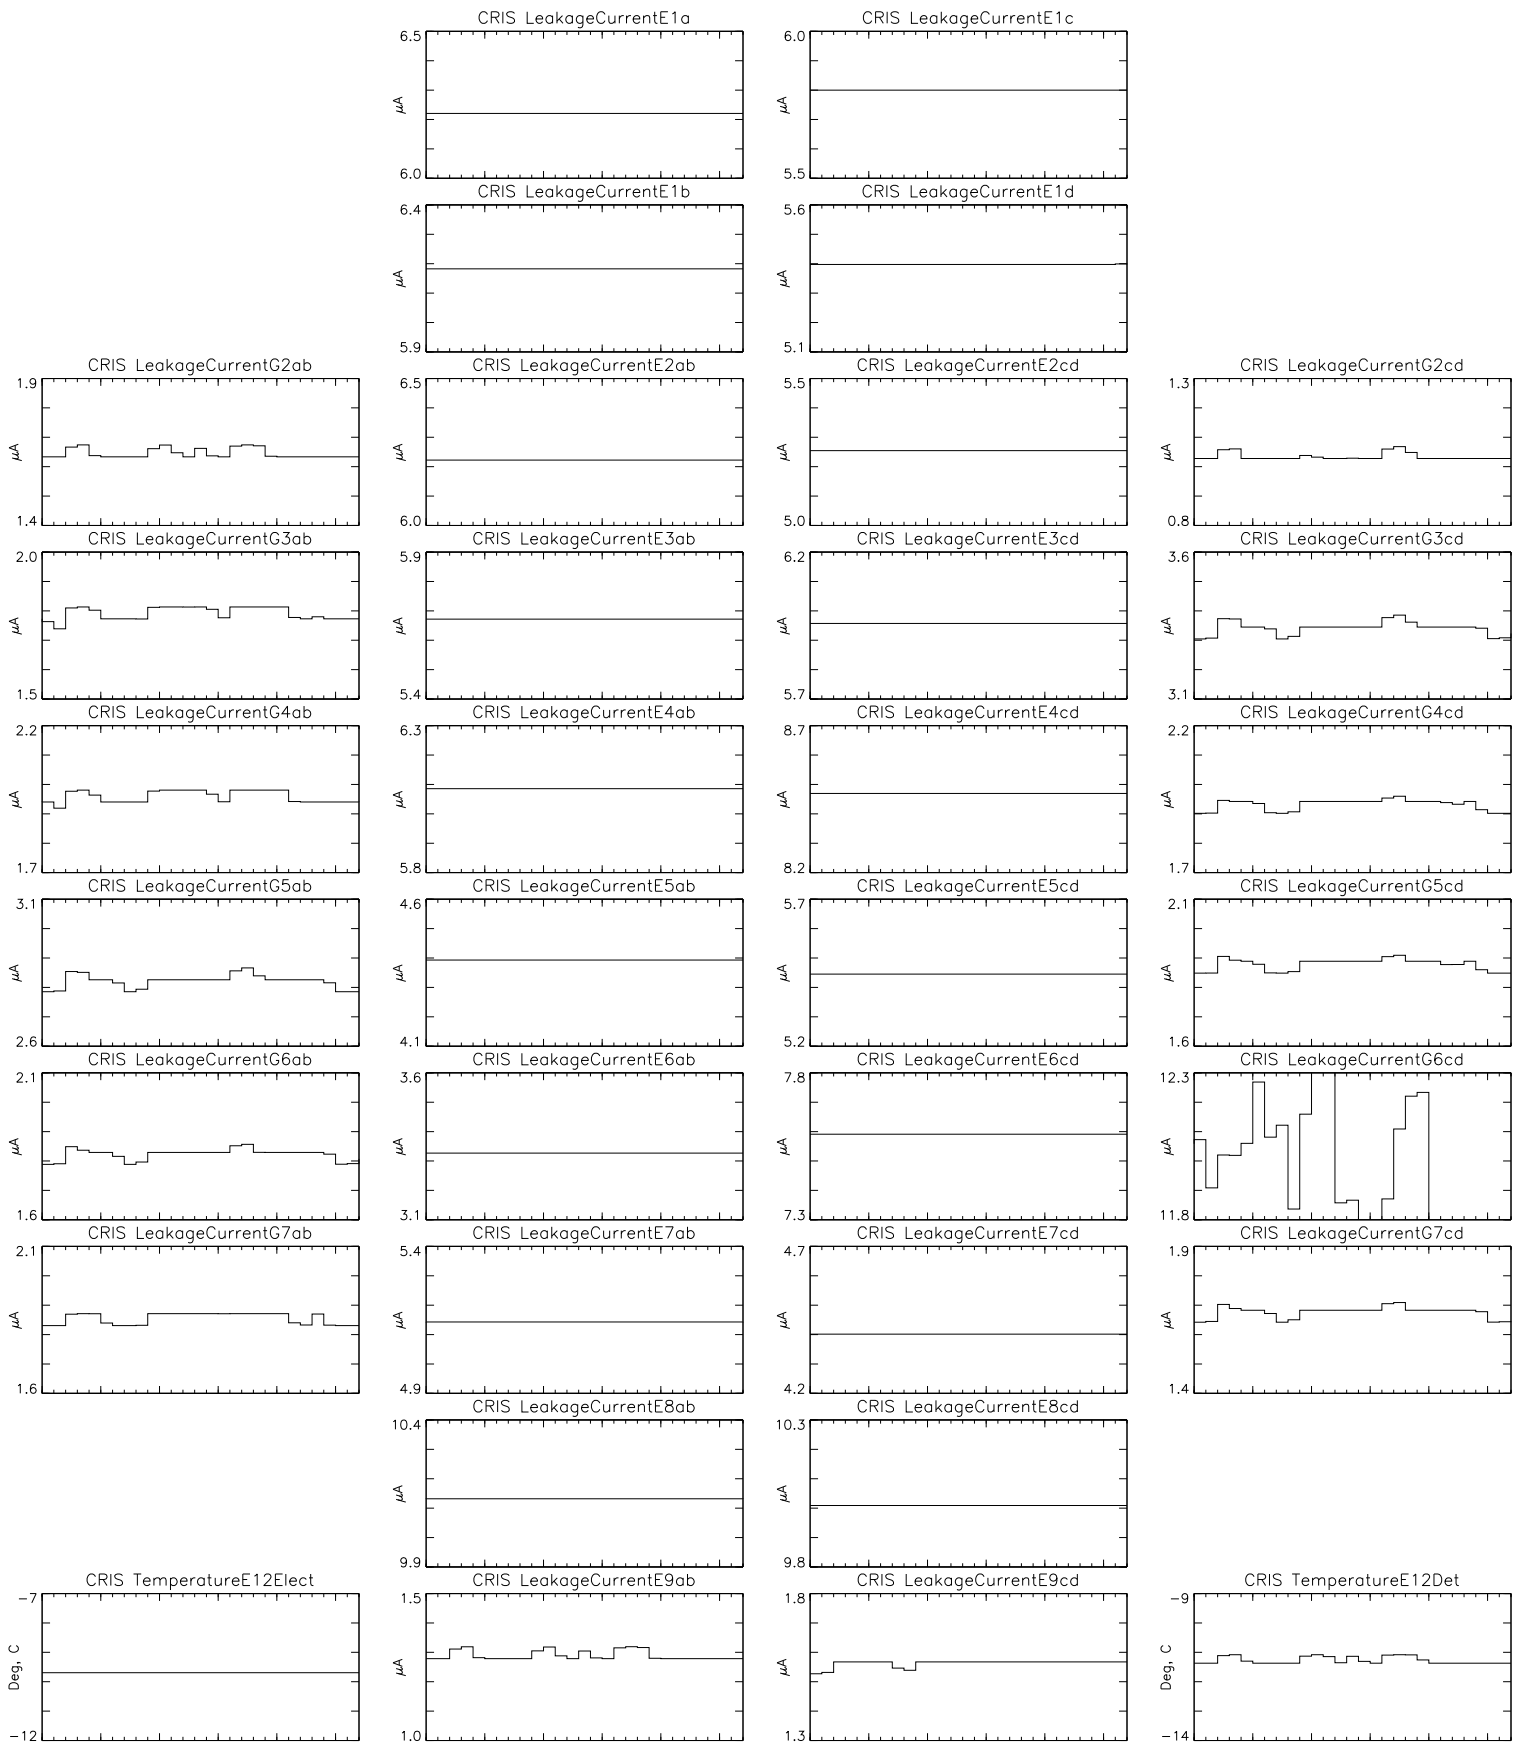 CRIS LeakageCurrentE1a
CRIS LeakageCurrentE1c
6.5
μA
6.0
6.0
μA
5.5
CRIS LeakageCurrentE1b
CRIS LeakageCurrentE1d
6.4
μA
5.9
5.6
μA
5.1
CRIS LeakageCurrentG2ab
CRIS LeakageCurrentE2ab
CRIS LeakageCurrentE2cd
CRIS LeakageCurrentG2cd
1.9
μA
1.4
6.5
μA
6.0
5.5
μA
5.0
1.3
μA
0.8
CRIS LeakageCurrentG3ab
CRIS LeakageCurrentE3ab
CRIS LeakageCurrentE3cd
CRIS LeakageCurrentG3cd
2.0
μA
1.5
5.9
μA
5.4
6.2
μA
5.7
3.6
μA
3.1
CRIS LeakageCurrentG4ab
CRIS LeakageCurrentE4ab
CRIS LeakageCurrentE4cd
CRIS LeakageCurrentG4cd
2.2
μA
1.7
6.3
μA
5.8
8.7
μA
8.2
2.2
μA
1.7
CRIS LeakageCurrentG5ab
CRIS LeakageCurrentE5ab
CRIS LeakageCurrentE5cd
CRIS LeakageCurrentG5cd
3.1
μA
2.6
4.6
μA
4.1
5.7
μA
5.2
2.1
μA
1.6
CRIS LeakageCurrentG6ab
CRIS LeakageCurrentE6ab
CRIS LeakageCurrentE6cd
CRIS LeakageCurrentG6cd
2.1
μA
1.6
3.6
μA
3.1
7.8
μA
7.3
12.3
μA
11.8
CRIS LeakageCurrentG7ab
CRIS LeakageCurrentE7ab
CRIS LeakageCurrentE7cd
CRIS LeakageCurrentG7cd
2.1
μA
1.6
5.4
μA
4.9
4.7
μA
4.2
1.9
μA
1.4
CRIS LeakageCurrentE8ab
CRIS LeakageCurrentE8cd
10.4
μA
9.9
10.3
μA
9.8
CRIS TemperatureE12Elect
CRIS LeakageCurrentE9ab
CRIS LeakageCurrentE9cd
CRIS TemperatureE12Det
−7
Deg, C
−12
1.5
μA
1.0
1.8
μA
1.3
−9
Deg, C
−14